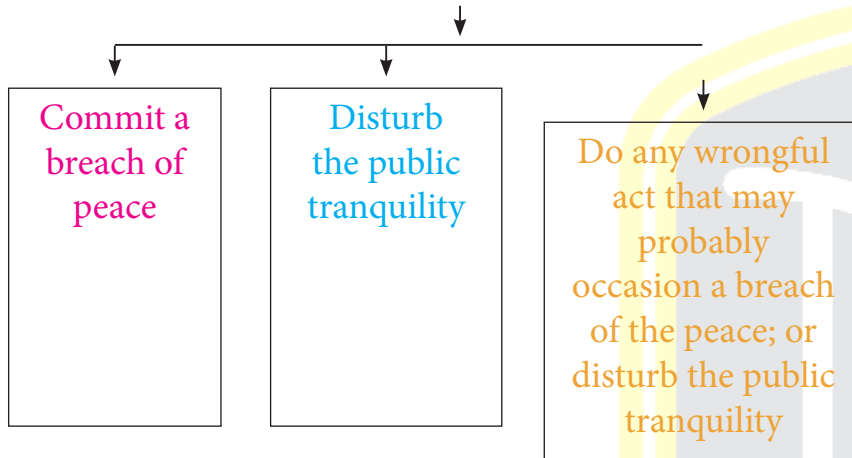 Commit a
breach of
peace
Disturb
the public
tranquility
Do any wrongful
act that may
probably
occasion a breach
of the peace; or
disturb the public
tranquility